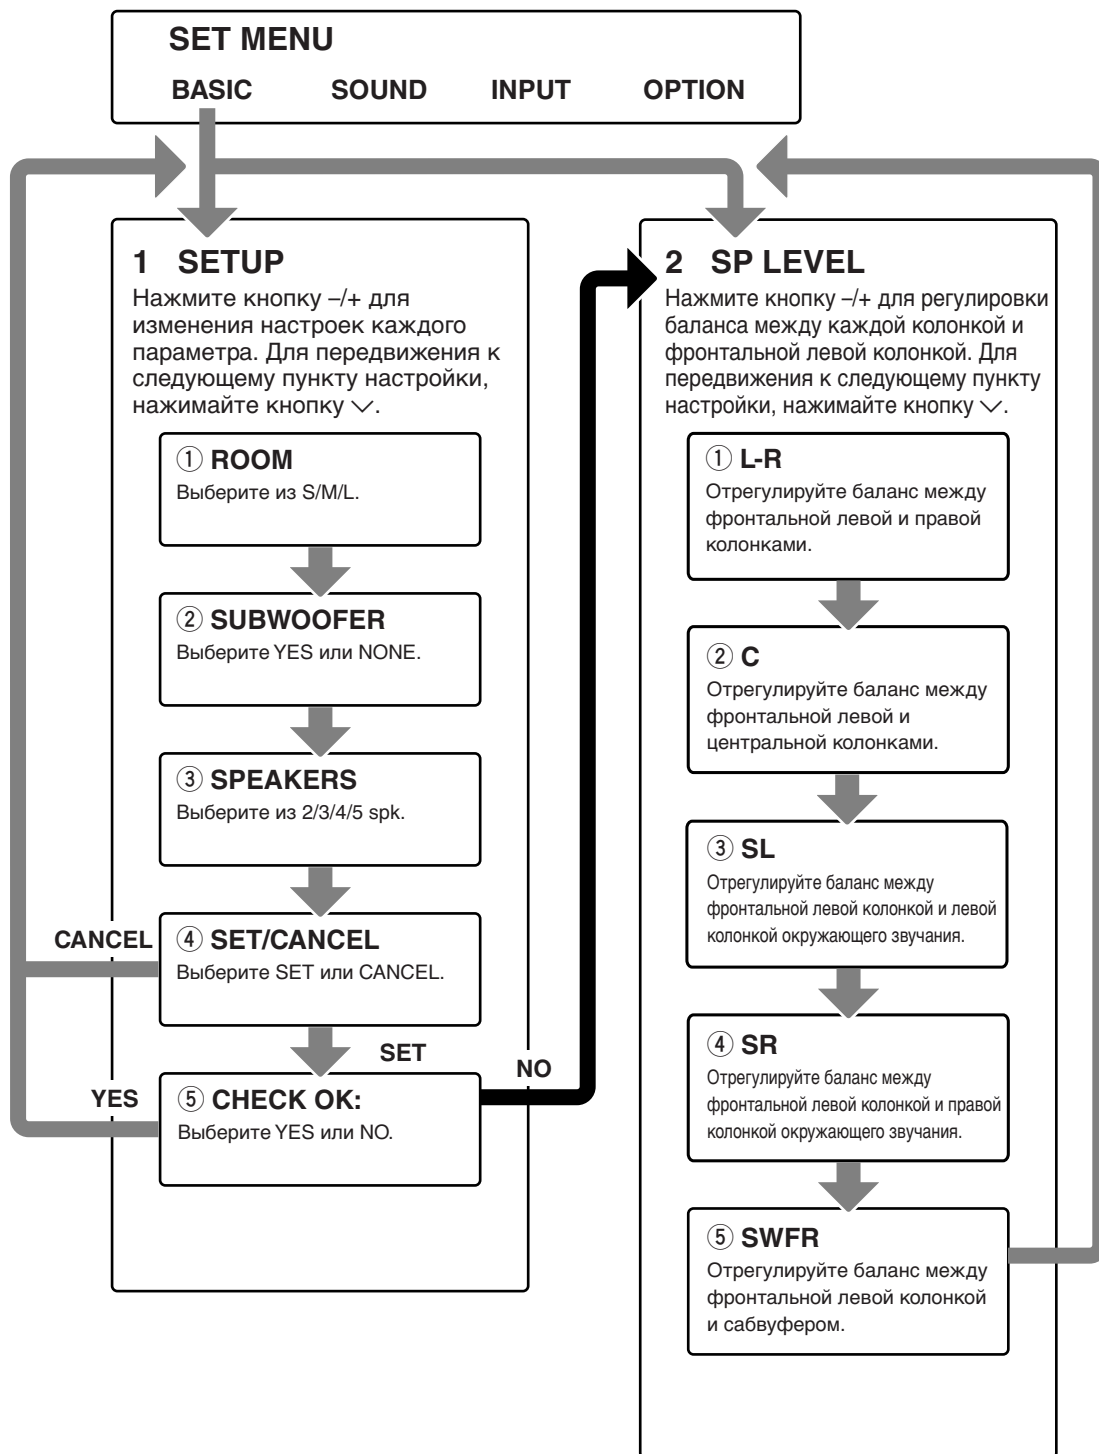 SET MENU
BASIC SOUND INPUT OPTION
1 SETUP
Нажмите кнопку –/+ для
изменения настроек каждого
параметра. Для передвижения к
следующему пункту настройки,
нажимайте кнопку ∨.
① ROOM
Выберите из S/M/L.
② SUBWOOFER
Выберите YES или NONE.
③ SPEAKERS
Выберите из 2/3/4/5 spk.
CANCEL
④ SET/CANCEL
Выберите SET или CANCEL.
SET
NO
YES
⑤ CHECK OK:
Выберите YES или NO.
2 SP LEVEL
Нажмите кнопку –/+ для регулировки
баланса между каждой колонкой и
фронтальной левой колонкой. Для
передвижения к следующему пункту
настройки, нажимайте кнопку ∨.
① L-R
Отрегулируйте баланс между
фронтальной левой и правой
колонками.
② C
Отрегулируйте баланс между
фронтальной левой и
центральной колонками.
③ SL
Отрегулируйте баланс между
фронтальной левой колонкой и левой
колонкой окружающего звучания.
④ SR
Отрегулируйте баланс между
фронтальной левой колонкой и правой
колонкой окружающего звучания.
⑤ SWFR
Отрегулируйте баланс между
фронтальной левой колонкой
и сабвуфером.